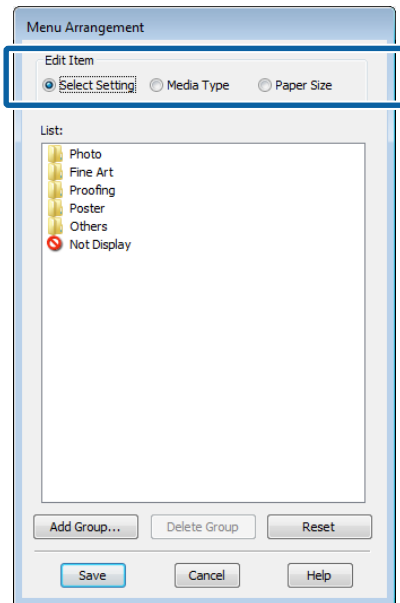 Menu Arrangement
Edit Item
Select Setting Media Type Paper Size
List:
Photo
Fine Art
Proofing
Poster
Others
Not Display
Add Group... Delete Group Reset
Save Cancel Help